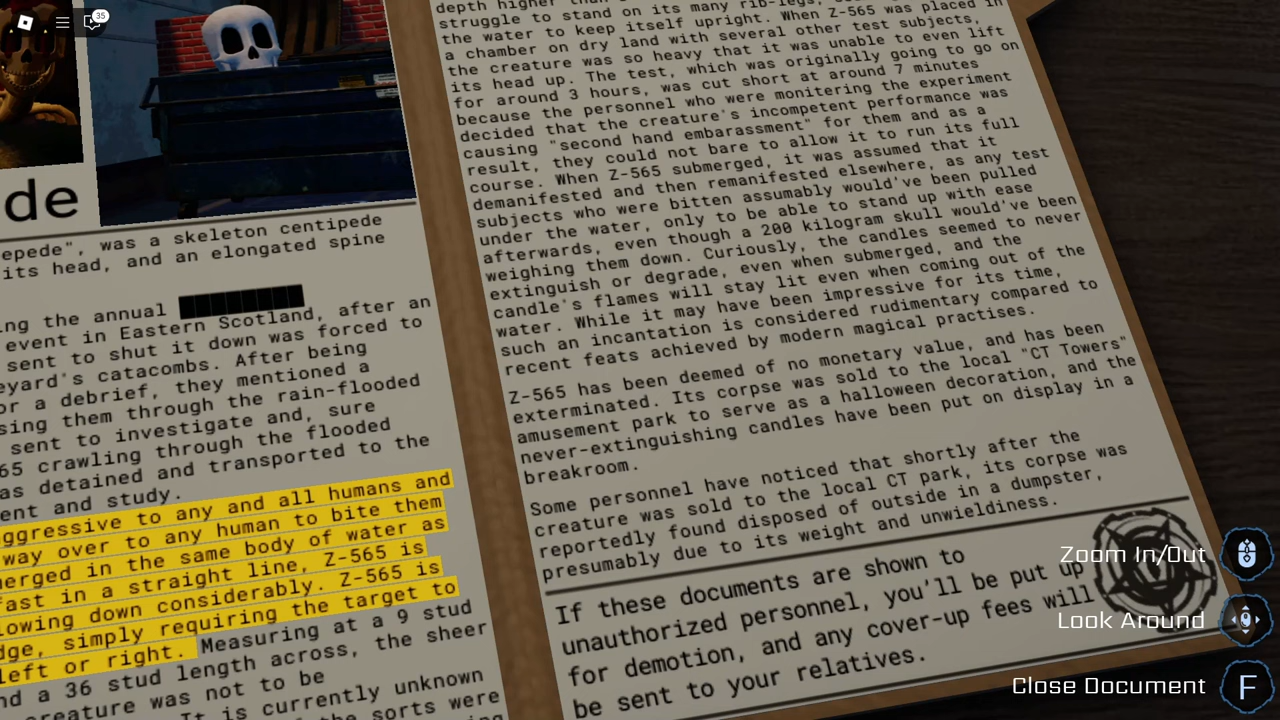 35
de
epede", was a skeleton centipede
its head, and an elongated spine
ing the annual
event in Eastern Scotland, after an
sent to shut it down was forced to
eyard's catacombs. After being
or a debrief, they mentioned a
sing them through the rain-flooded
sent to investigate and, sure
65 crawling through the flooded
as detained and transported to the
ent and study.
ggressive to any and all humans and
way over to any human to bite them
merged in the same body of water as
fast in a straight line, Z-565 is
lowing down considerably. Z-565 is
dge, simply requiring the target to
left or right. Measuring at a 9 stud
nd a 36 stud length across, the sheer
creature was not to be
It is currently unknown
the sorts were
depth higher than
struggle to stand on its many rib-legs,
the water to keep itself upright. When Z-565 was placed in
a chamber on dry land with several other test subjects,
the creature was so heavy that it was unable to even lift
its head up. The test, which was originally going to go on
for around 3 hours, was cut short at around 7 minutes
because the personnel who were monitering the experiment
decided that the creature's incompetent performance was
causing "second hand embarassment" for them and as a
result, they could not bare to allow it to run its full
course. When Z-565 submerged, it was assumed that it
demanifested and then remanifested elsewhere, as any test
subjects who were bitten assumably would've been pulled
under the water, only to be able to stand up with ease
afterwards, even though a 200 kilogram skull would've been
weighing them down. Curiously, the candles seemed to never
extinguish or degrade, even when submerged, and the
candle's flames will stay lit even when coming out of the
water. While it may have been impressive for its time,
such an incantation is considered rudimentary compared to
recent feats achieved by modern magical practises.
Z-565 has been deemed of no monetary value, and has been
exterminated. Its corpse was sold to the local "CT Towers"
amusement park to serve as a halloween decoration, and the
never-extinguishing candles have been put on display in a
breakroom.
Some personnel have noticed that shortly after the
creature was sold to the local CT park, its corpse was
reportedly found disposed of outside in a dumpster,
presumably due to its weight and unwieldiness.
If these documents are shown to
unauthorized personnel, you'll be put up
for demotion, and any cover-up fees will
be sent to your relatives.
Zoom In/Out
Look Around
Close Document
F